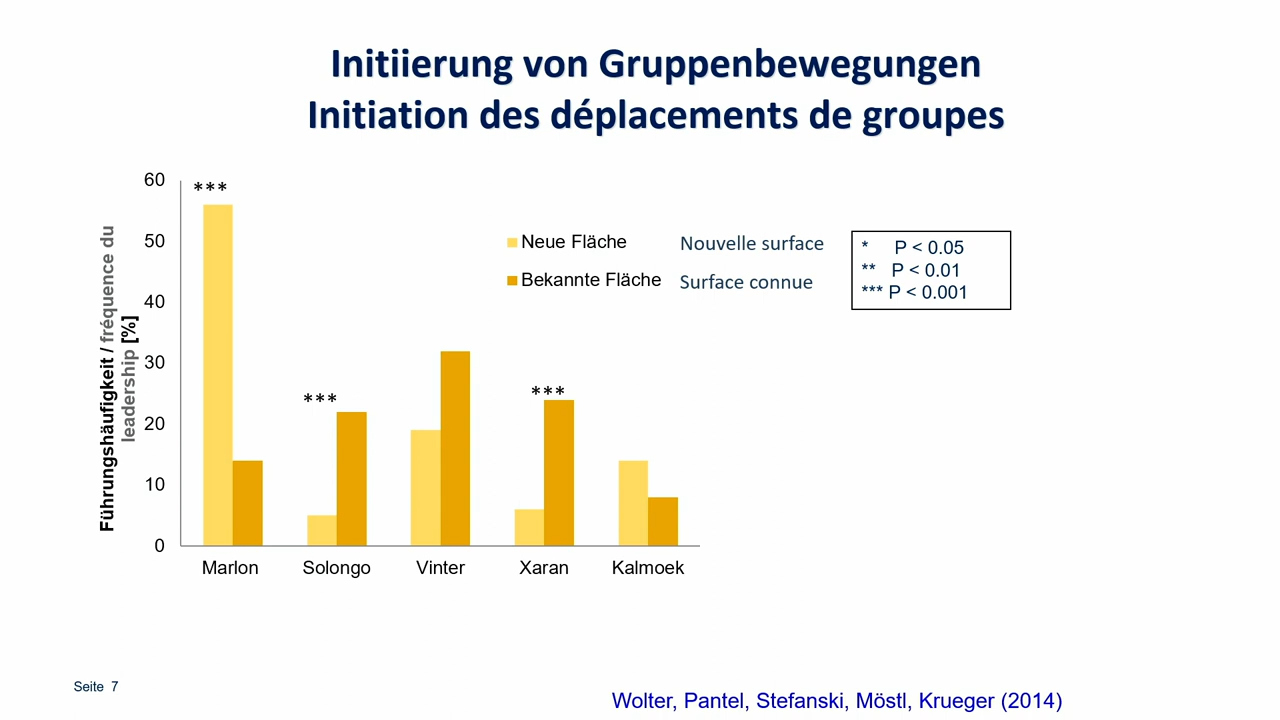 Initiierung von Gruppenbewegungen
Initiation des déplacements de groupes
60
50
40
30
20
10
0
Führungshäufigkeit / fréquence du
leadership [%]
***
***
***
Neue Fläche Nouvelle surface
Bekannte Fläche Surface connue
* P < 0.05
** P < 0.01
*** P < 0.001
Marlon Solongo Vinter Xaran Kalmoek
Seite 7
Wolter, Pantel, Stefanski, Möstl, Krueger (2014)